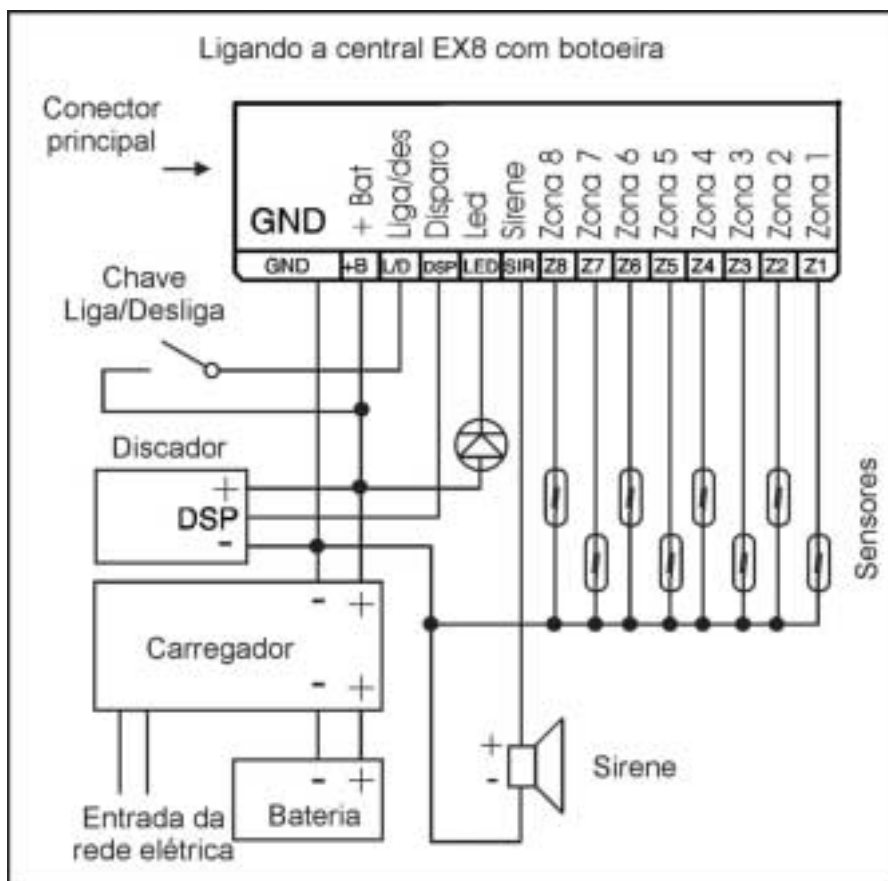 Ligando a central EX8 com botoeira
Conector
principal
GND
+ Bat
Liga/des
Disparo
Led
Sirene
Zona 8
Zona 7
Zona 6
Zona 5
Zona 4
Zona 3
Zona 2
Zona 1
GND +B L/D DSP LED SIR Z8 Z7 Z6 Z5 Z4 Z3 Z2 Z1
Chave
Liga/Desliga
Discador
+
DSP
-
Sensores
- +
Carregador
- +
- +
Bateria
+
-
Sirene
Entrada da
rede elétrica